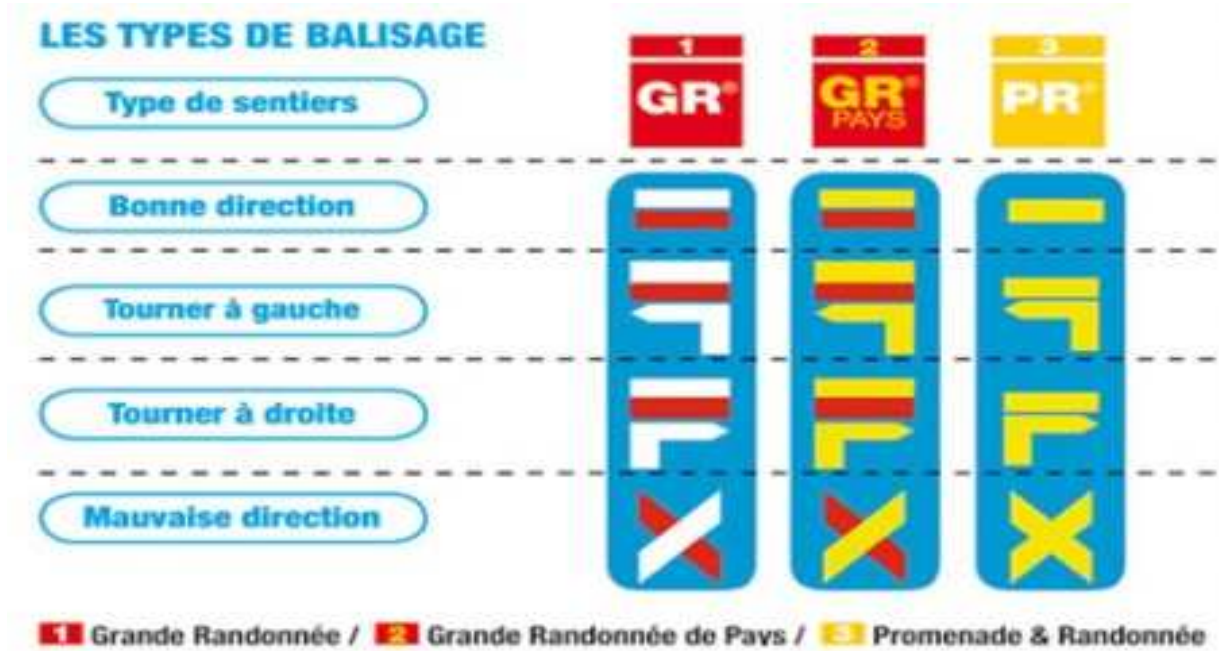 LES TYPES DE BALISAGE
1 2 3
Type de sentiers
GR® GR® PAYS PR®
Bonne direction
Tourner à gauche
Tourner à droite
Mauvaise direction
1 Grande Randonnée / 2 Grande Randonnée de Pays / 3 Promenade & Randonnée